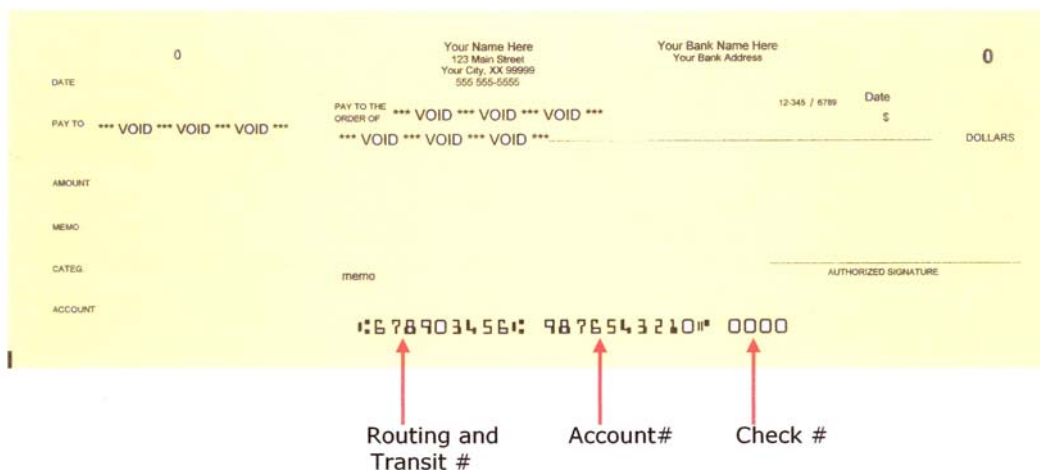 0
DATE
PAY TO *** VOID *** VOID *** VOID ***
AMOUNT
MEMO
CATEG.
ACCOUNT
Your Name Here
123 Main Street
Your City, XX 99999
555 555-5555
Your Bank Name Here
Your Bank Address
0
12-345 / 6789 Date
PAY TO THE
ORDER OF *** VOID *** VOID *** VOID ***
$
*** VOID *** VOID *** VOID *** DOLLARS
memo
AUTHORIZED SIGNATURE
⑆678903456⑆ 9876543210⑈ 0000
Routing and
Transit #
Account#
Check #